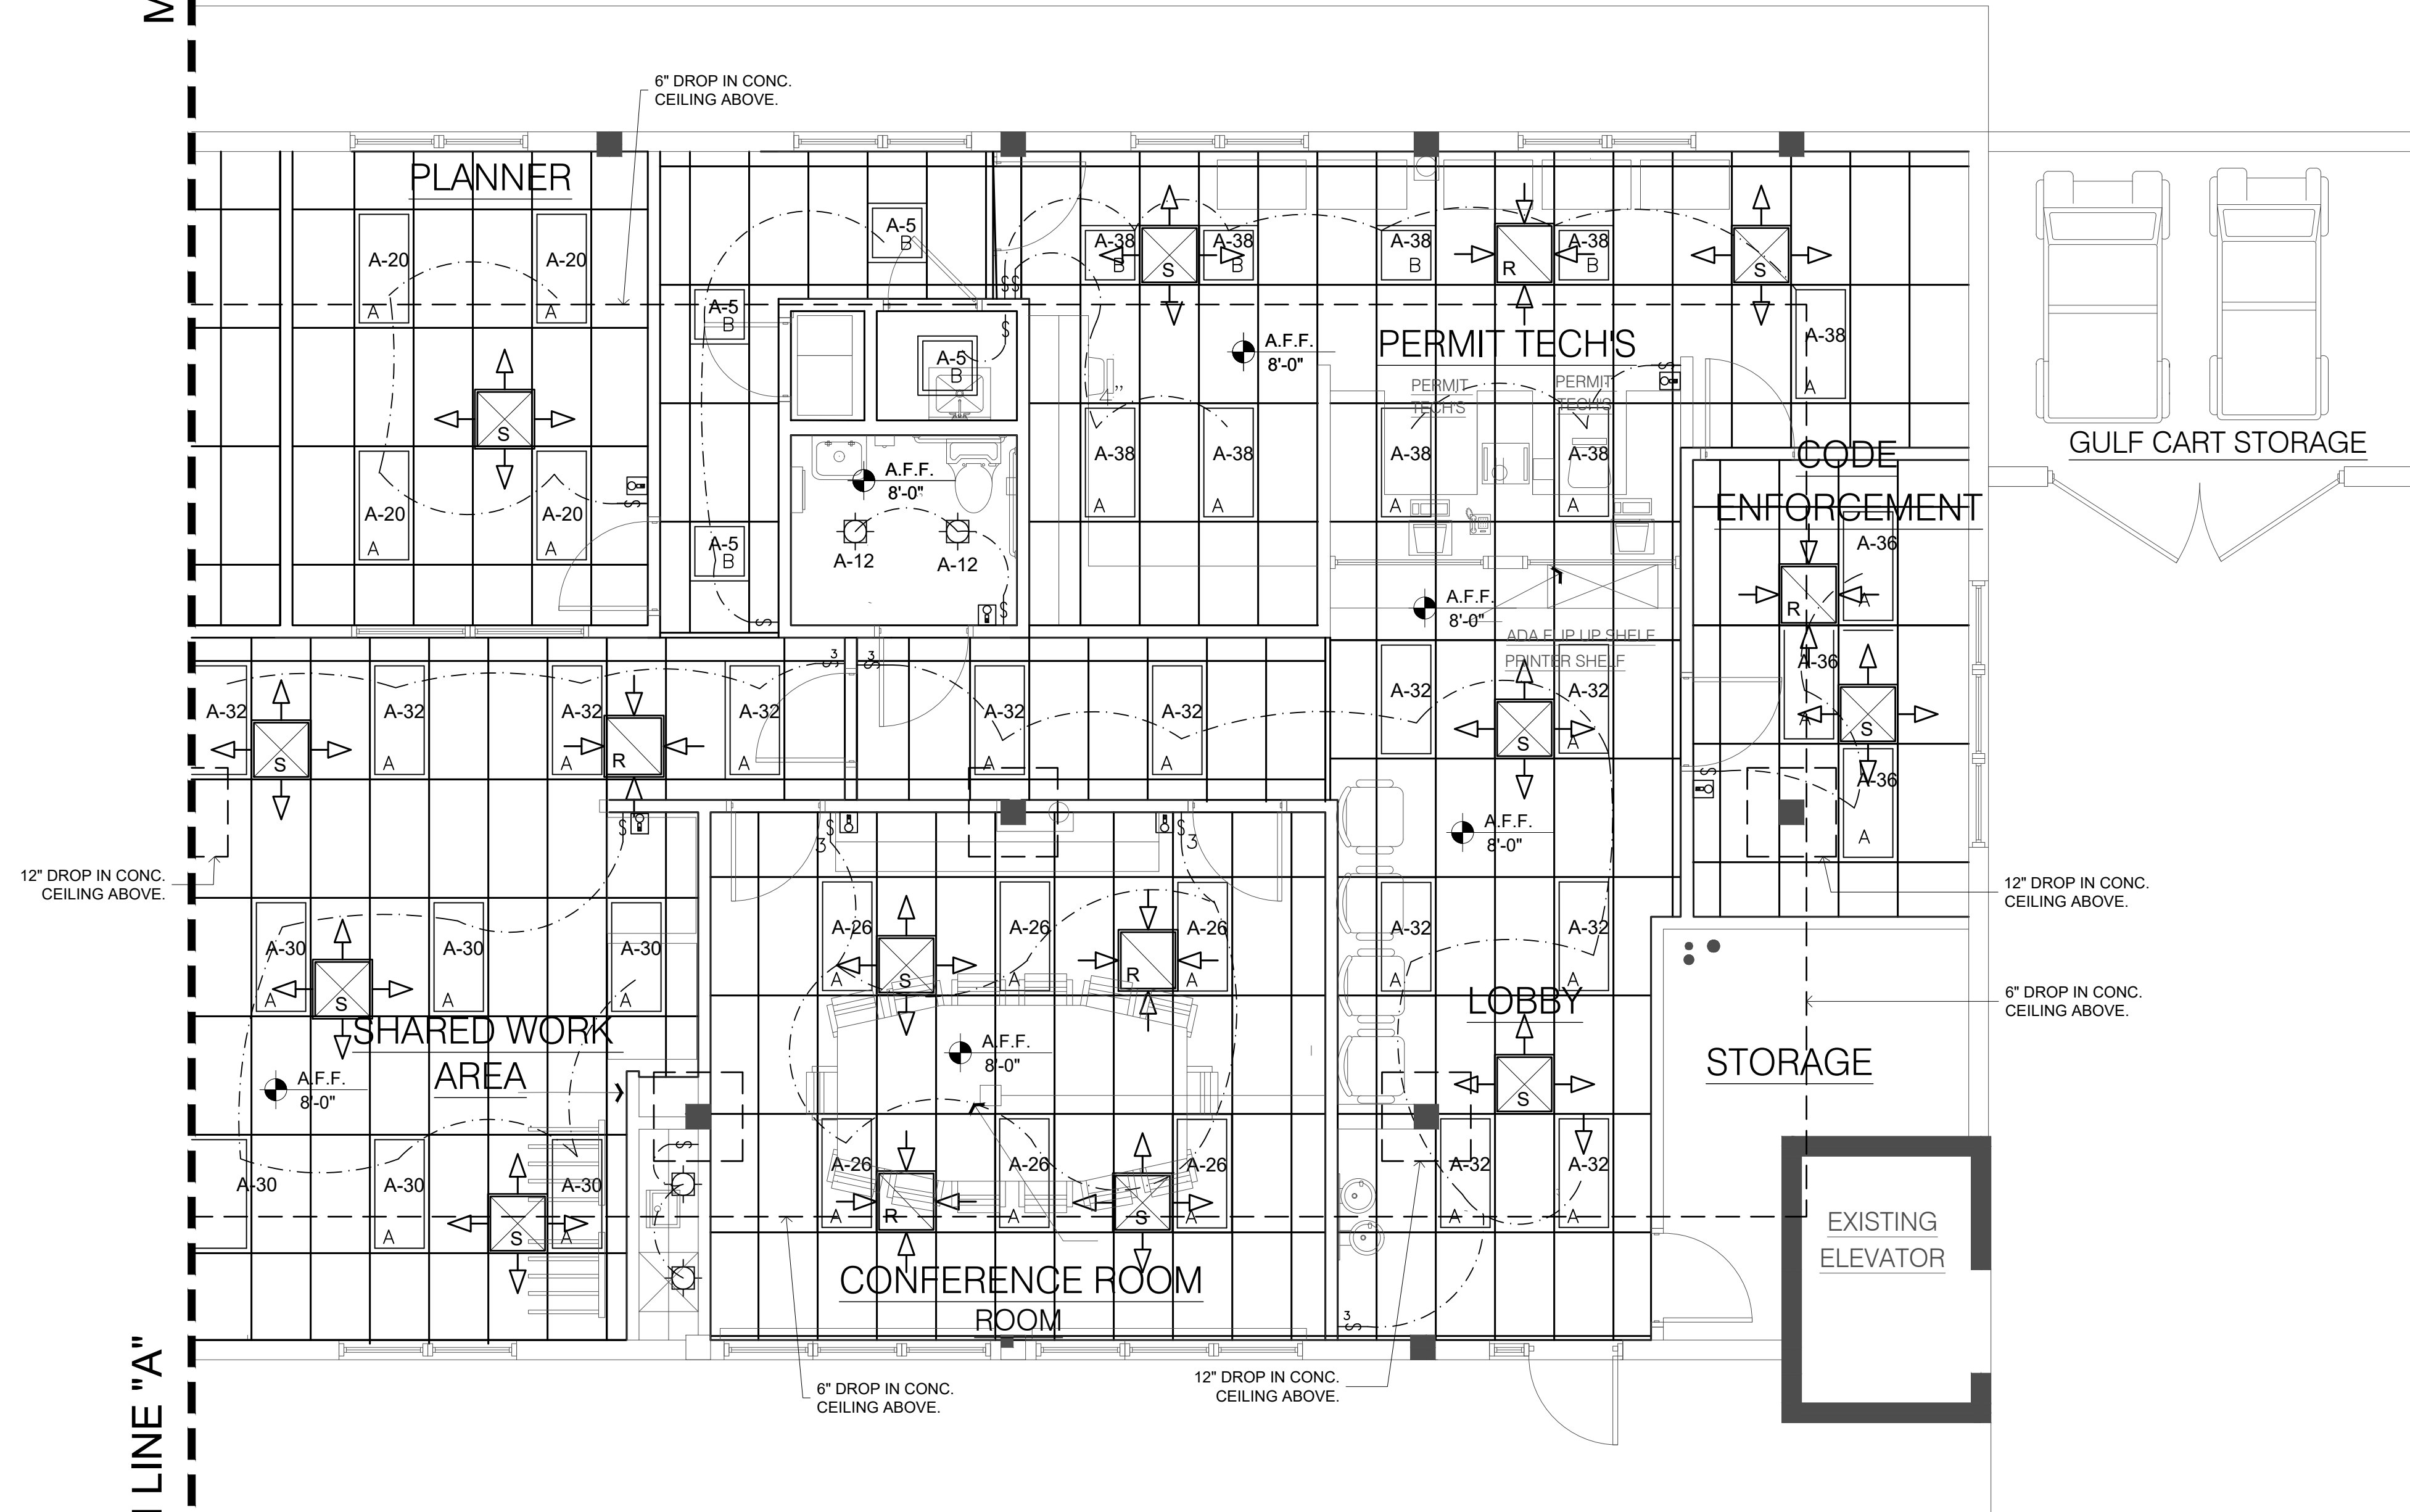 M
6" DROP IN CONC.
CEILING ABOVE.
PLANNER
A-5
B
A-38
B
A-38
B
A-38
B
A-38
B
A-20
A
A-20
A
S
R
S
A-5
B
S
S
S
A-38
A
A.F.F.
8'-0"
PERMIT TECH'S
A-5
B
S
PERMIT
TECH'S
PERMIT
TECH'S
4"
S
S
GULF CART STORAGE
CODE
ENFORCEMENT
A-20
A
A-20
A
S
A.F.F.
8'-0"
A-38
A
A-38
A
A-38
A
A-38
A
A-5
B
A-12
A-12
A-36
A
R
A.F.F.
8'-0"
S
S
ADA FLIP UP SHELF
PRINTER SHELF
3
S
3
S
A-36
A
A-32
A-32
A
A-32
A
A-32
A
A-32
A
A-32
A
A-32
A-32
A
S
R
S
S
S
A-36
A
S
S
3
S
3
A.F.F.
8'-0"
12" DROP IN CONC.
CEILING ABOVE.
12" DROP IN CONC.
CEILING ABOVE.
A-30
A
A-30
A
A-30
A
S
A-26
A
A-26
A
A-26
A
S
R
A-32
A
A-32
A
6" DROP IN CONC.
CEILING ABOVE.
SHARED WORK
AREA
LOBBY
STORAGE
A.F.F.
8'-0"
A.F.F.
8'-0"
S
S
A-30
A-30
A
A-30
A
S
A-26
A
A-26
A
A-26
A
R
S
A-32
A
A-32
A
EXISTING
ELEVATOR
CONFERENCE ROOM
ROOM
3
S
6" DROP IN CONC.
CEILING ABOVE.
12" DROP IN CONC.
CEILING ABOVE.
LINE "A"